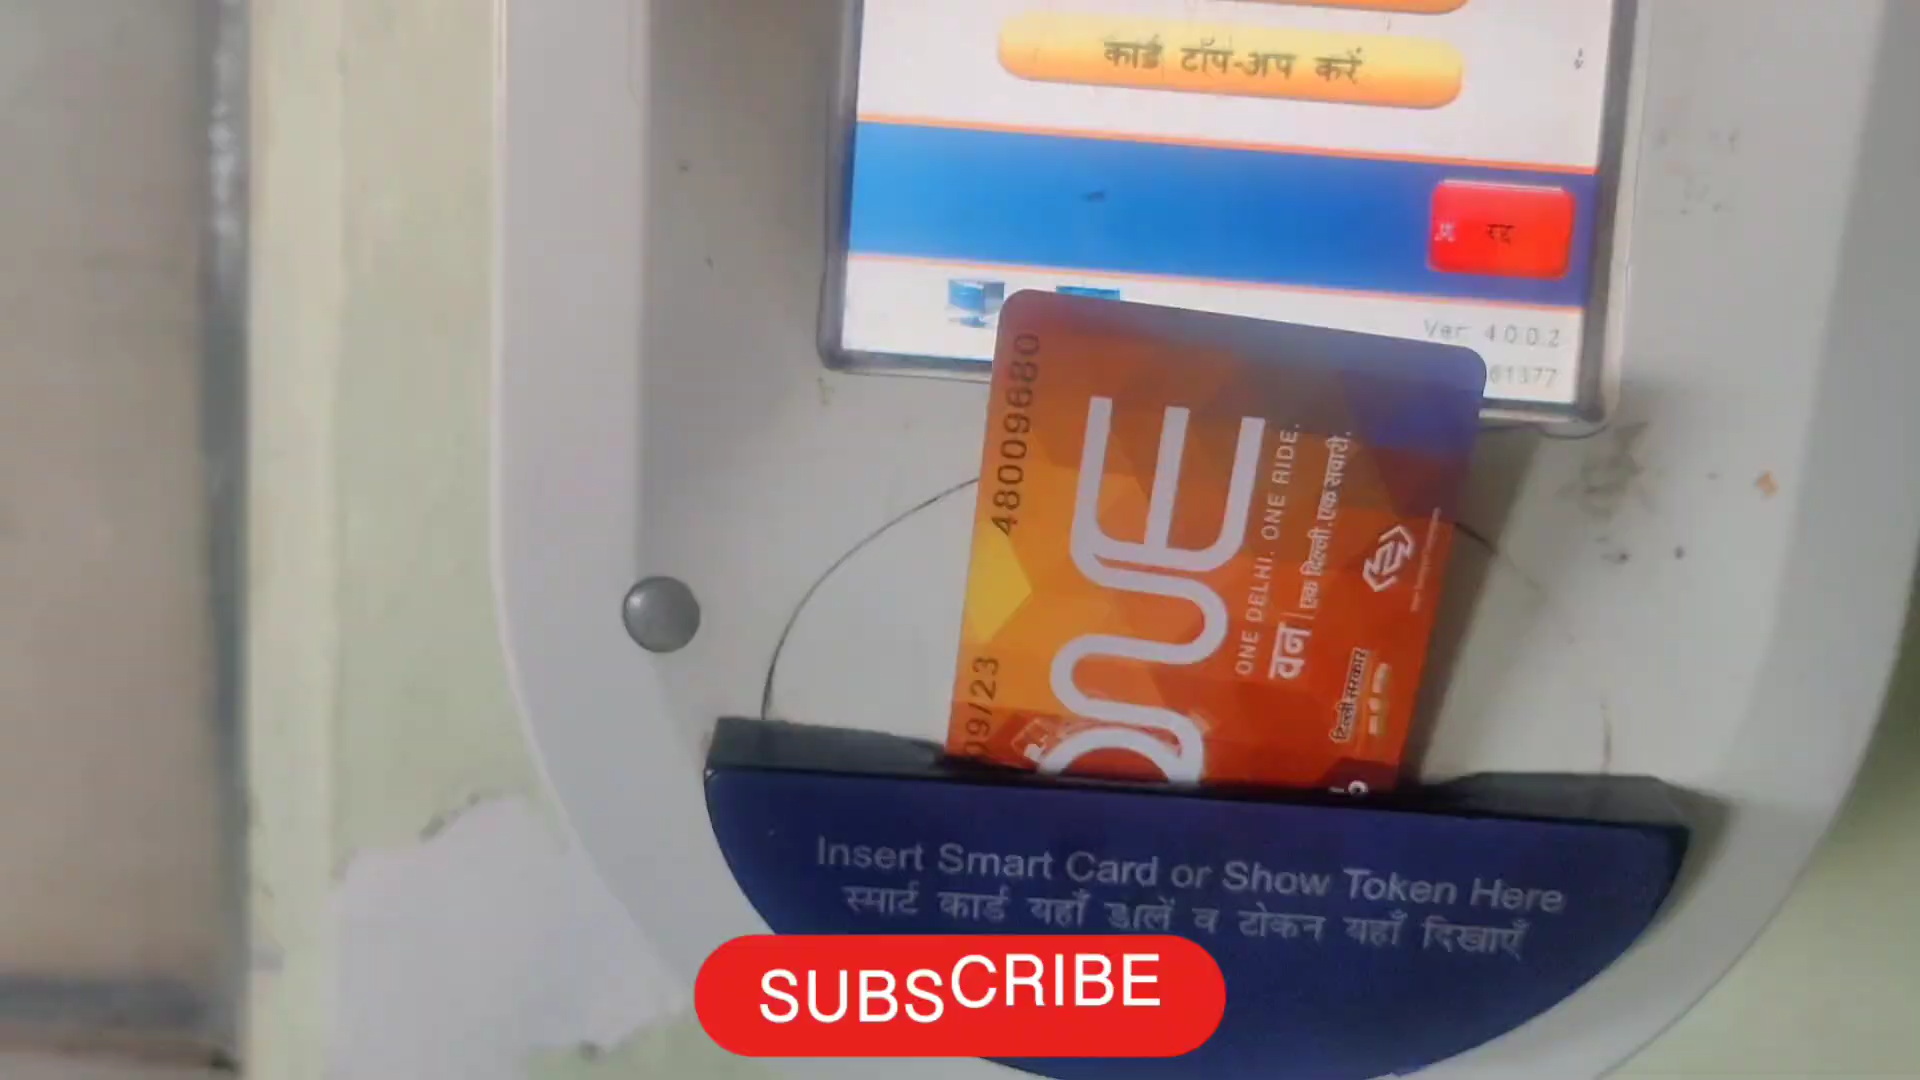 कार्ड टॉप-अप करें
रद्द
Ver: 4.0.0.2
61377
48009680
09/23
ONE
ONE DELHI. ONE RIDE.
वन | एक दिल्ली. एक सवारी.
दिल्ली सरकार
Insert Smart Card or Show Token Here
स्मार्ट कार्ड यहाँ डालें व टोकन यहाँ दिखाएँ
SUBSCRIBE